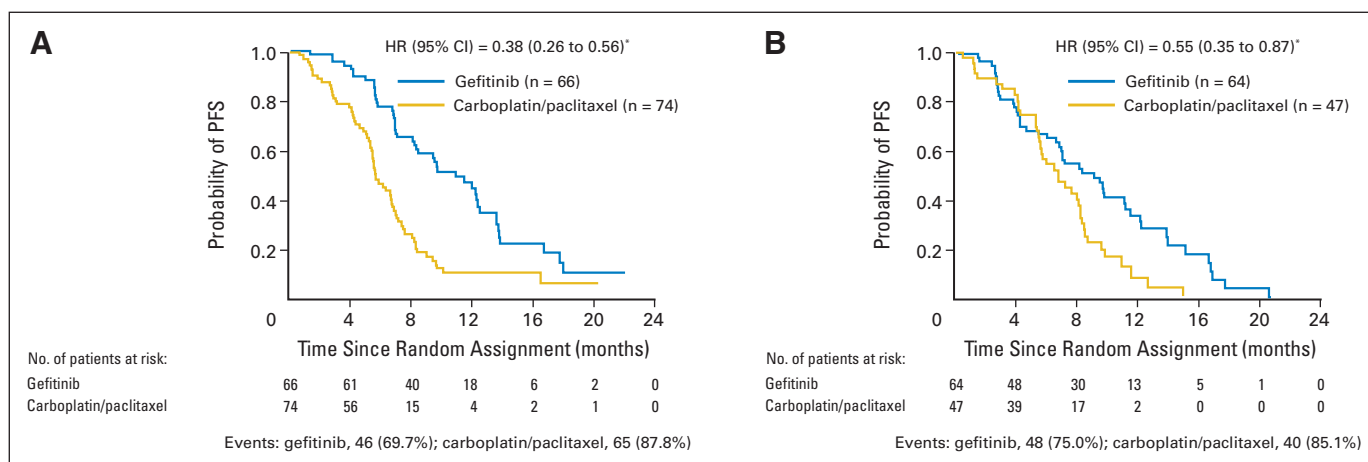 A
HR (95% CI) = 0.38 (0.26 to 0.56)*
Gefitinib (n = 66)
Carboplatin/paclitaxel (n = 74)
Probability of PFS
1.0
0.8
0.6
0.4
0.2
0 4 8 12 16 20 24
Time Since Random Assignment (months)
No. of patients at risk:
Gefitinib 66 61 40 18 6 2 0
Carboplatin/paclitaxel 74 56 15 4 2 1 0
Events: gefitinib, 46 (69.7%); carboplatin/paclitaxel, 65 (87.8%)
B
HR (95% CI) = 0.55 (0.35 to 0.87)*
Gefitinib (n = 64)
Carboplatin/paclitaxel (n = 47)
Probability of PFS
1.0
0.8
0.6
0.4
0.2
0 4 8 12 16 20 24
Time Since Random Assignment (months)
No. of patients at risk:
Gefitinib 64 48 30 13 5 1 0
Carboplatin/paclitaxel 47 39 17 2 0 0 0
Events: gefitinib, 48 (75.0%); carboplatin/paclitaxel, 40 (85.1%)